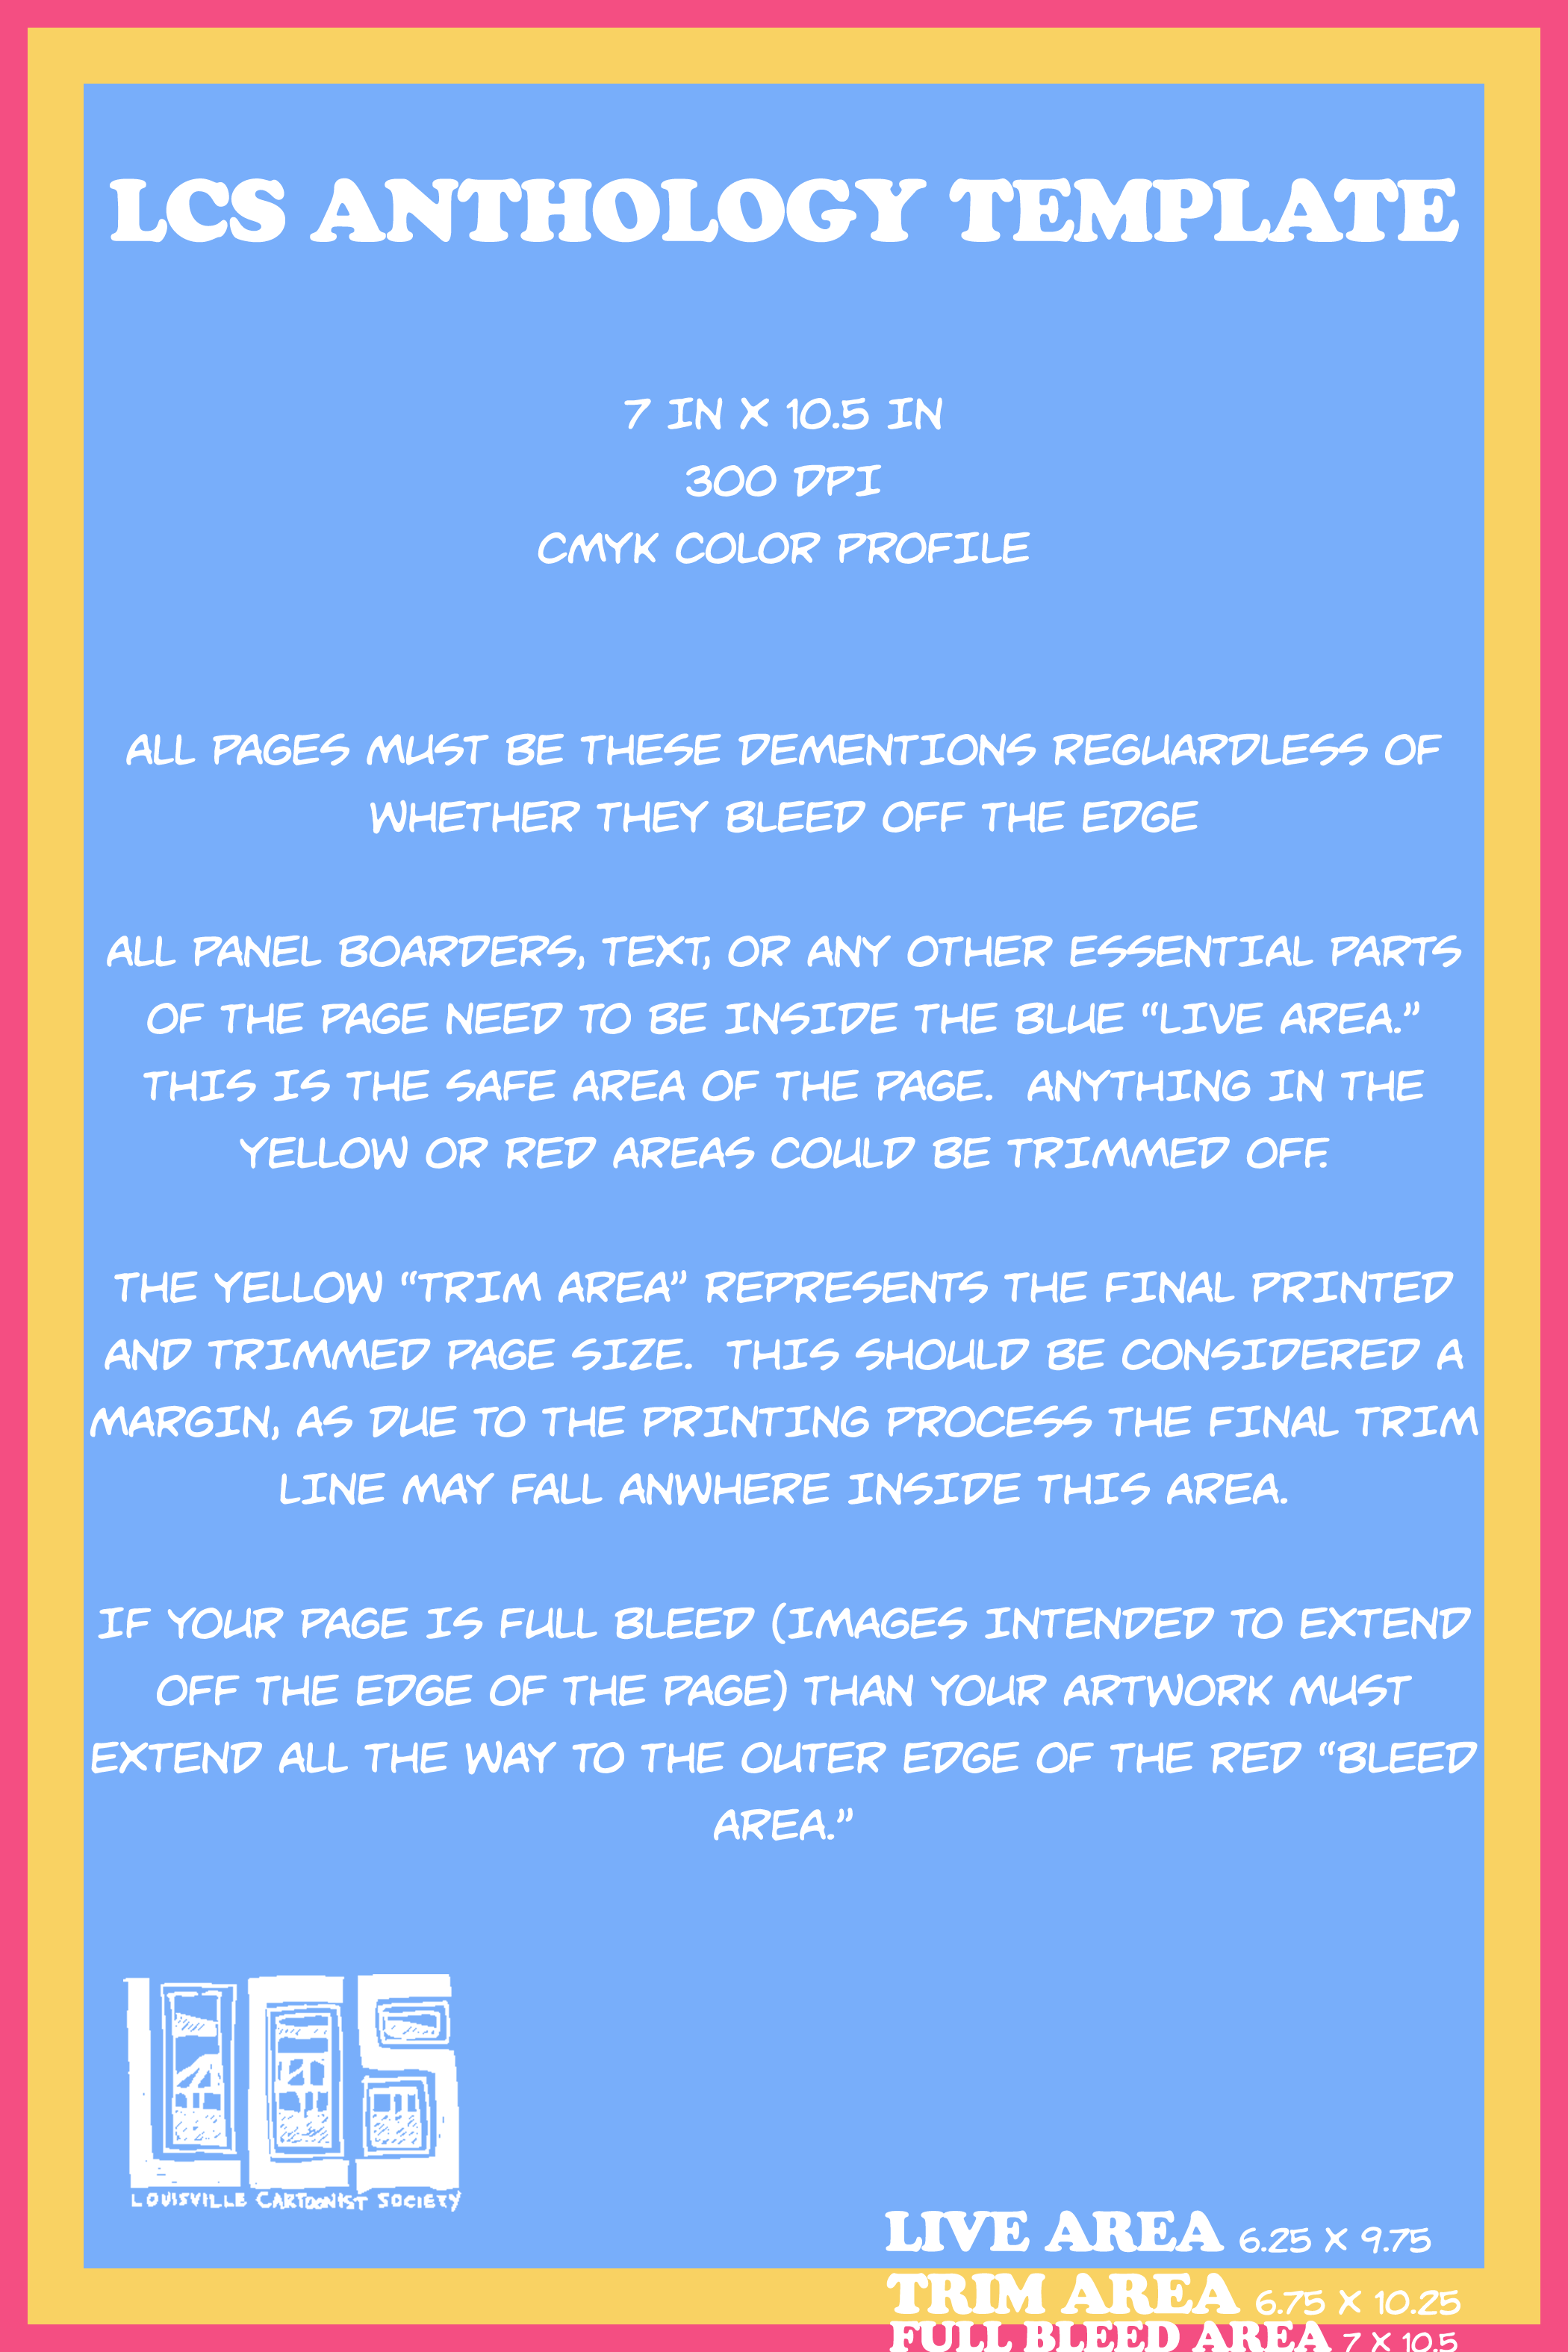 LCS ANTHOLOGY TEMPLATE
7 IN X 10.5 IN
300 DPI
CMYK COLOR PROFILE
ALL PAGES MUST BE THESE DEMENTIONS REGUARDLESS OF
WHETHER THEY BLEED OFF THE EDGE
ALL PANEL BOARDERS, TEXT, OR ANY OTHER ESSENTIAL PARTS
OF THE PAGE NEED TO BE INSIDE THE BLUE “LIVE AREA.”
THIS IS THE SAFE AREA OF THE PAGE. ANYTHING IN THE
YELLOW OR RED AREAS COULD BE TRIMMED OFF.
THE YELLOW “TRIM AREA” REPRESENTS THE FINAL PRINTED
AND TRIMMED PAGE SIZE. THIS SHOULD BE CONSIDERED A
MARGIN, AS DUE TO THE PRINTING PROCESS THE FINAL TRIM
LINE MAY FALL ANWHERE INSIDE THIS AREA.
IF YOUR PAGE IS FULL BLEED (IMAGES INTENDED TO EXTEND
OFF THE EDGE OF THE PAGE) THAN YOUR ARTWORK MUST
EXTEND ALL THE WAY TO THE OUTER EDGE OF THE RED “BLEED
AREA.”
LCS
LOUISVILLE CARTOONIST SOCIETY
LIVE AREA 6.25 X 9.75
TRIM AREA 6.75 X 10.25
FULL BLEED AREA 7 X 10.5